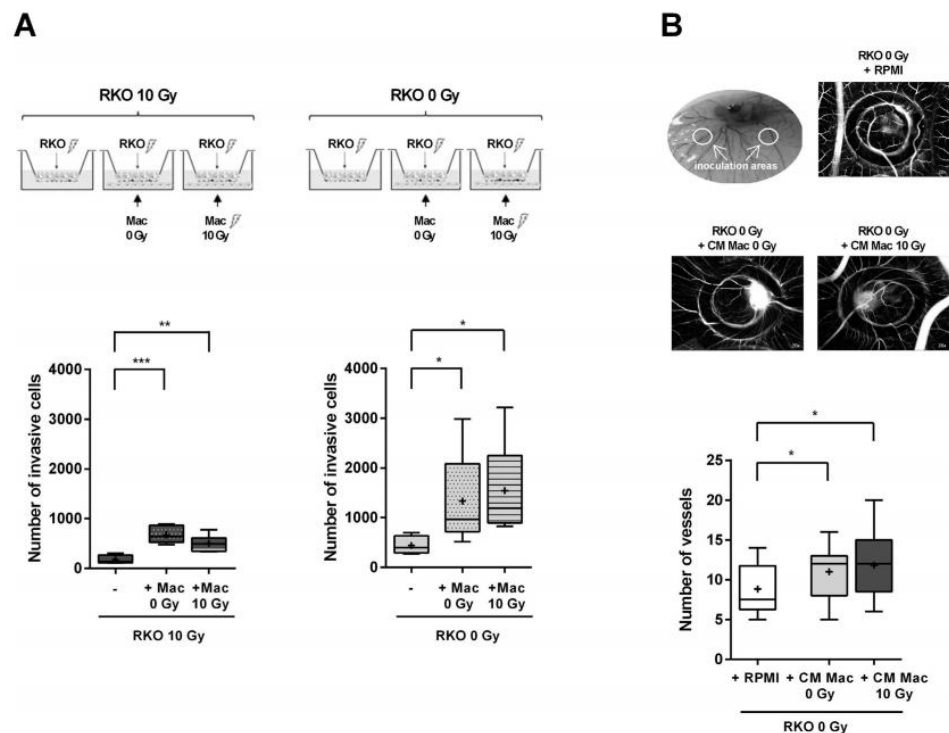 A
RKO 10 Gy
RKO RKO RKO
Mac Mac
0 Gy 10 Gy
RKO 0 Gy
RKO RKO RKO
Mac Mac
0 Gy 10 Gy
Number of invasive cells
4000
3000
2000
1000
0
***
**
- + Mac +Mac
0 Gy 10 Gy
RKO 10 Gy
Number of invasive cells
4000
3000
2000
1000
0
*
*
- + Mac +Mac
0 Gy 10 Gy
RKO 0 Gy
B
inoculation areas
RKO 0 Gy
+ RPMI
RKO 0 Gy
+ CM Mac 0 Gy
RKO 0 Gy
+ CM Mac 10 Gy
Number of vessels
25
20
15
10
5
0
*
*
+ RPMI + CM Mac + CM Mac
0 Gy 10 Gy
RKO 0 Gy